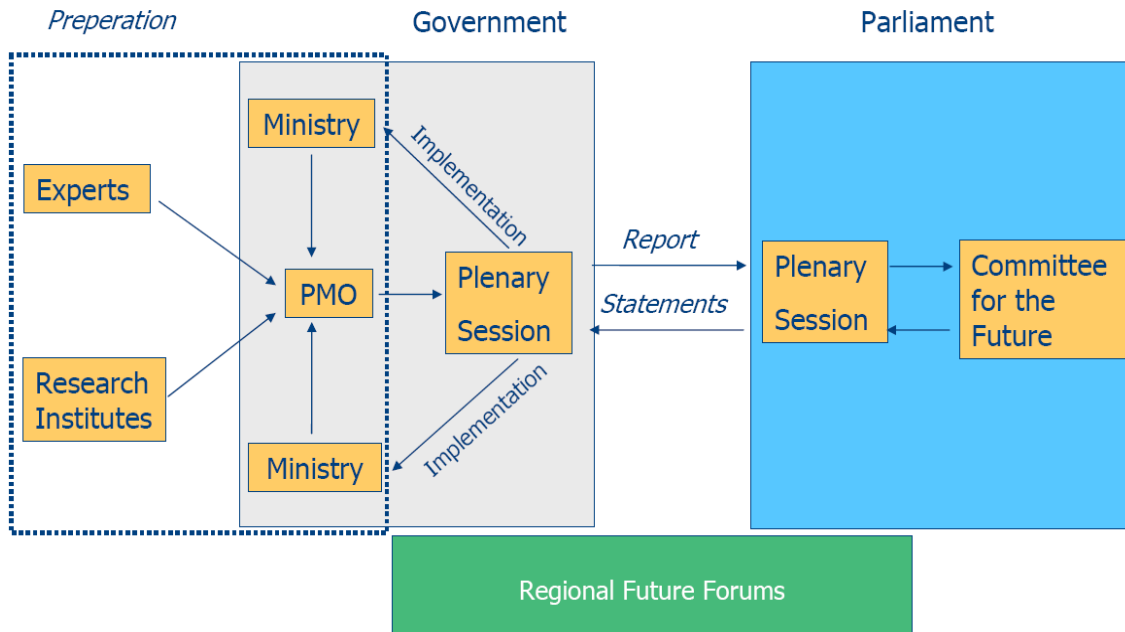 Preperation
Government
Parliament
Ministry
Implementation
Experts
Report
PMO
Plenary
Session
Statements
Plenary
Session
Committee
for the
Future
Research
Institutes
Implementation
Ministry
Regional Future Forums